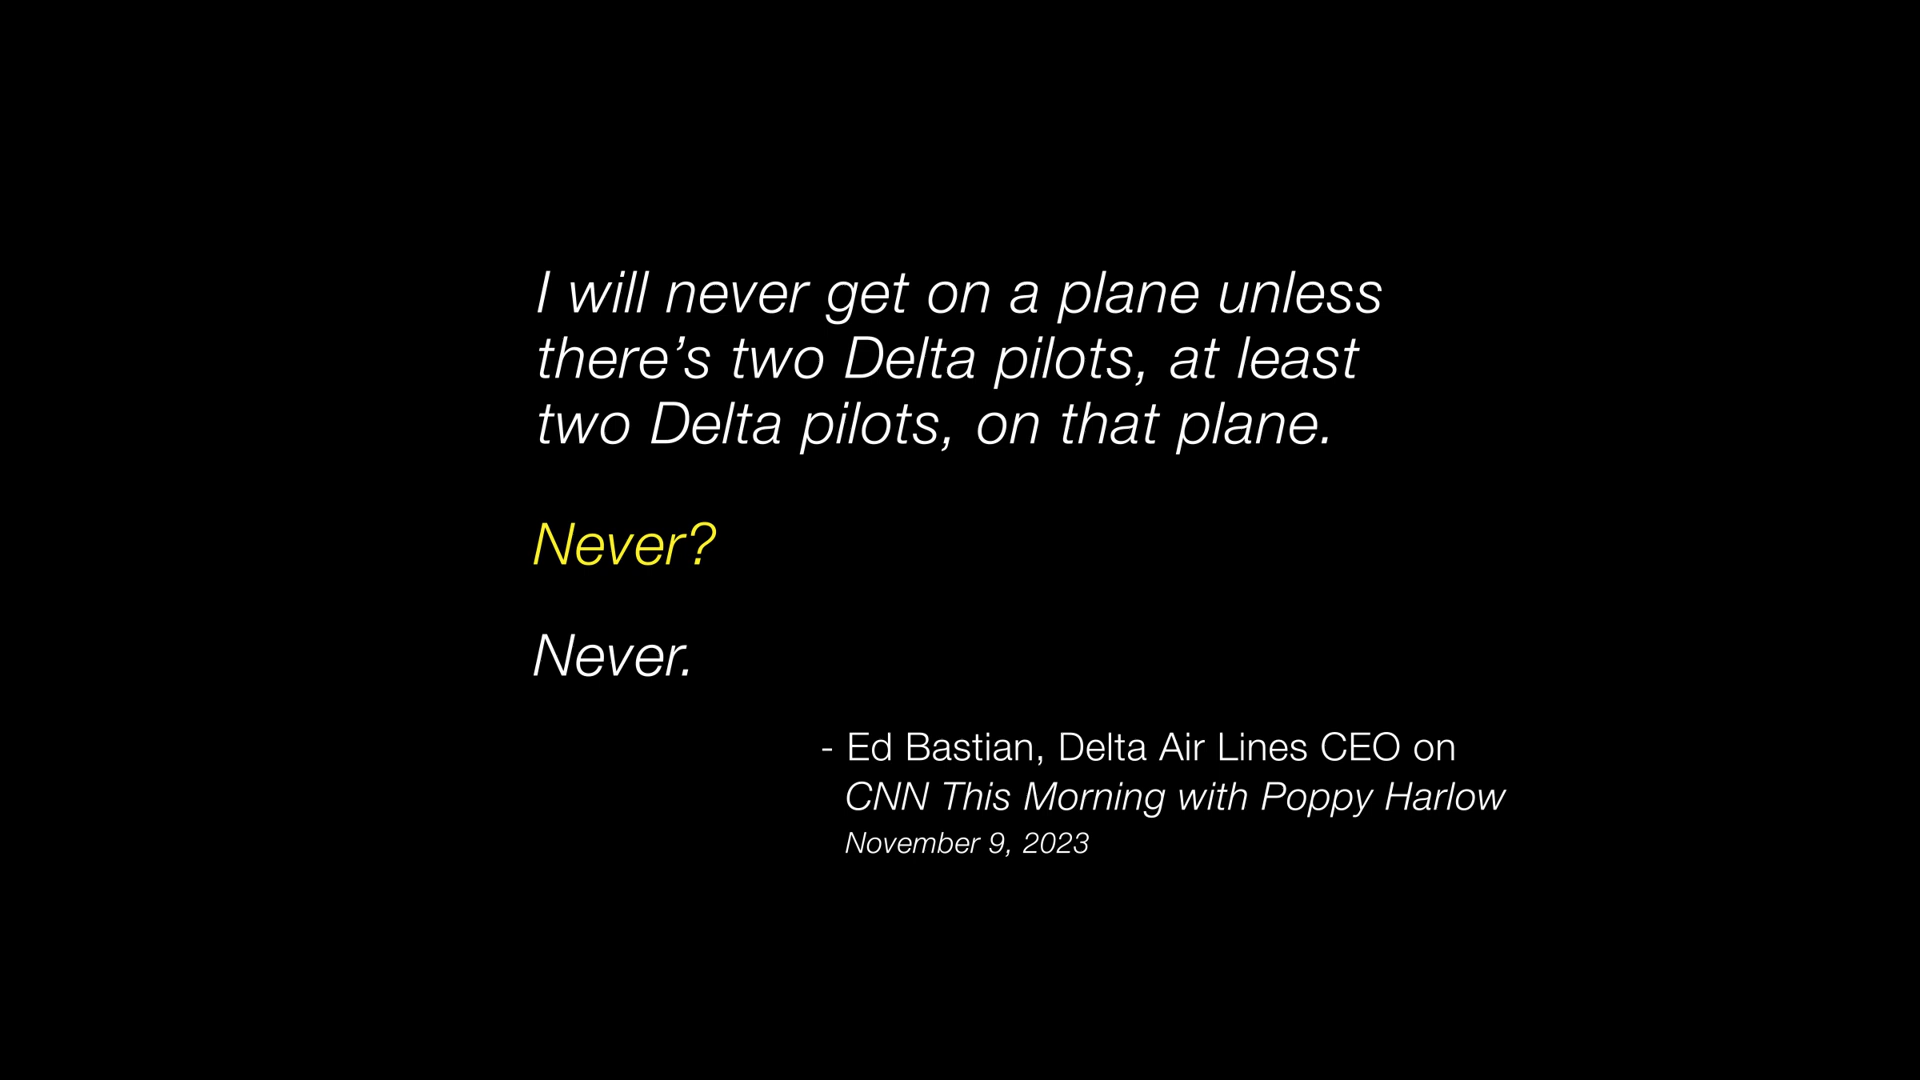 I will never get on a plane unless
there’s two Delta pilots, at least
two Delta pilots, on that plane.
Never?
Never.
- Ed Bastian, Delta Air Lines CEO on
CNN This Morning with Poppy Harlow
November 9, 2023